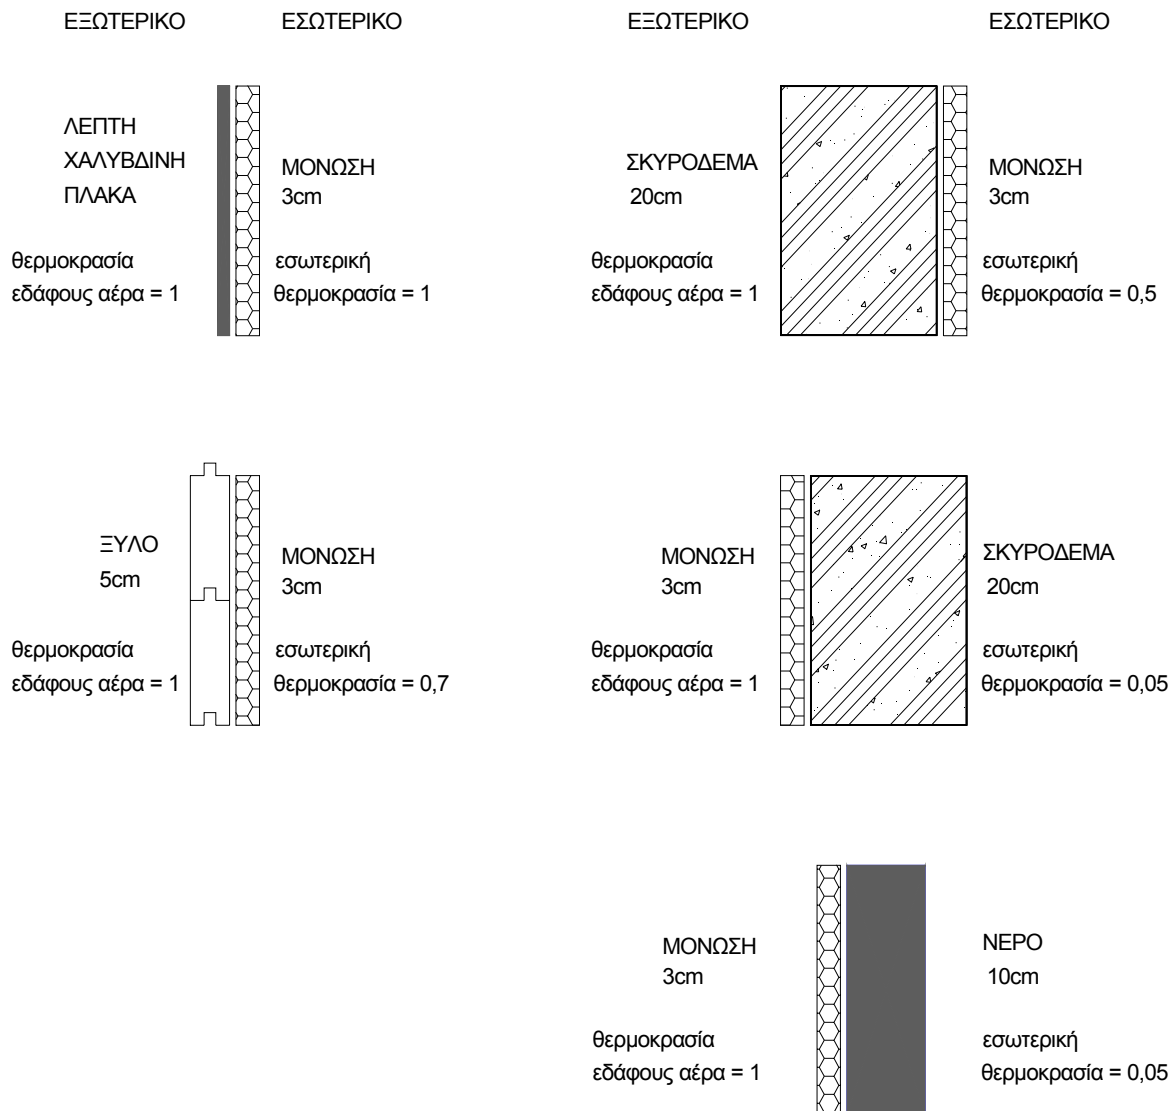 ΕΞΩΤΕΡΙΚΟ
ΕΣΩΤΕΡΙΚΟ
ΕΞΩΤΕΡΙΚΟ
ΕΣΩΤΕΡΙΚΟ
ΛΕΠΤΗ
ΧΑΛΥΒΔΙΝΗ
ΠΛΑΚΑ
ΜΟΝΩΣΗ
3cm
θερμοκρασία
εδάφους αέρα = 1
εσωτερική
θερμοκρασία = 1
ΣΚΥΡΟΔΕΜΑ
20cm
ΜΟΝΩΣΗ
3cm
θερμοκρασία
εδάφους αέρα = 1
εσωτερική
θερμοκρασία = 0,5
ΞΥΛΟ
5cm
ΜΟΝΩΣΗ
3cm
θερμοκρασία
εδάφους αέρα = 1
εσωτερική
θερμοκρασία = 0,7
ΜΟΝΩΣΗ
3cm
ΣΚΥΡΟΔΕΜΑ
20cm
θερμοκρασία
εδάφους αέρα = 1
εσωτερική
θερμοκρασία = 0,05
ΜΟΝΩΣΗ
3cm
ΝΕΡΟ
10cm
θερμοκρασία
εδάφους αέρα = 1
εσωτερική
θερμοκρασία = 0,05